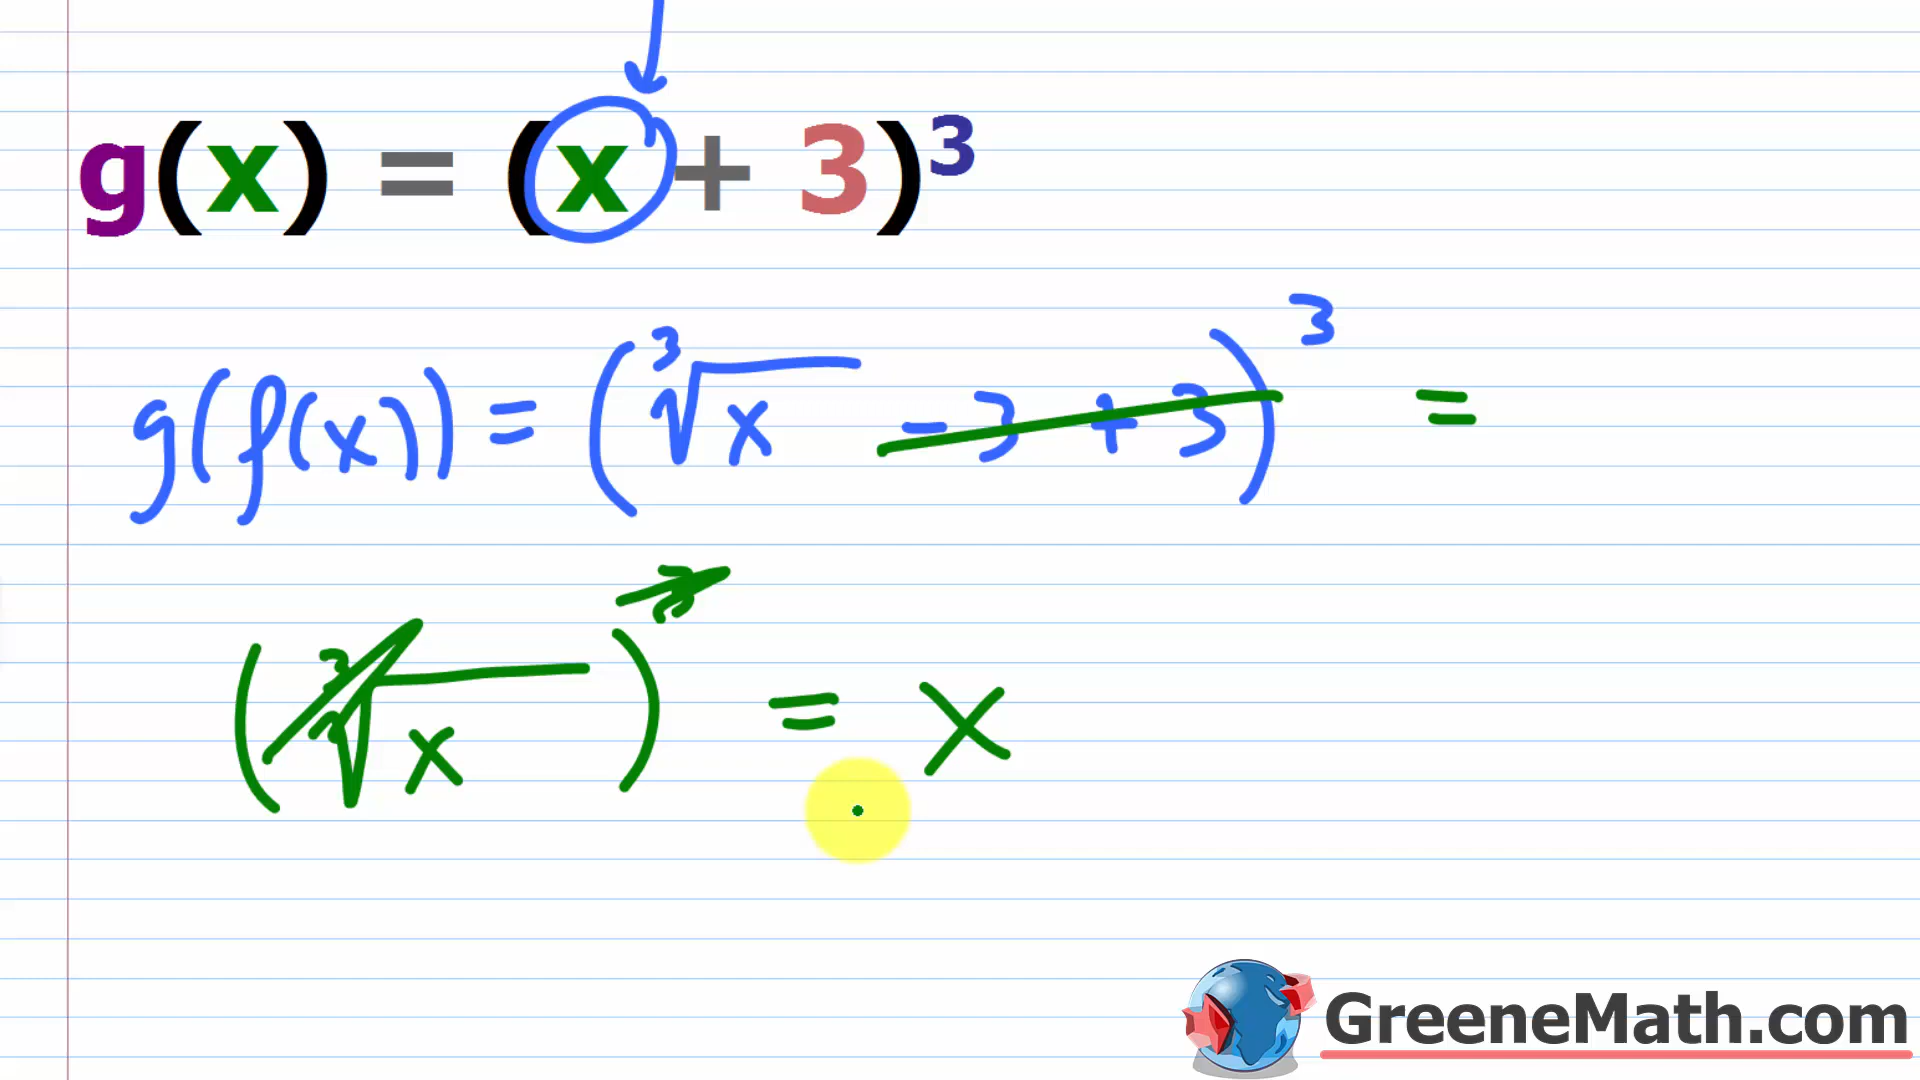 g(x) = (x + 3)³
g(f(x)) = (∛x - 3 + 3)³ =
(∛x)³ = x
GreeneMath.com